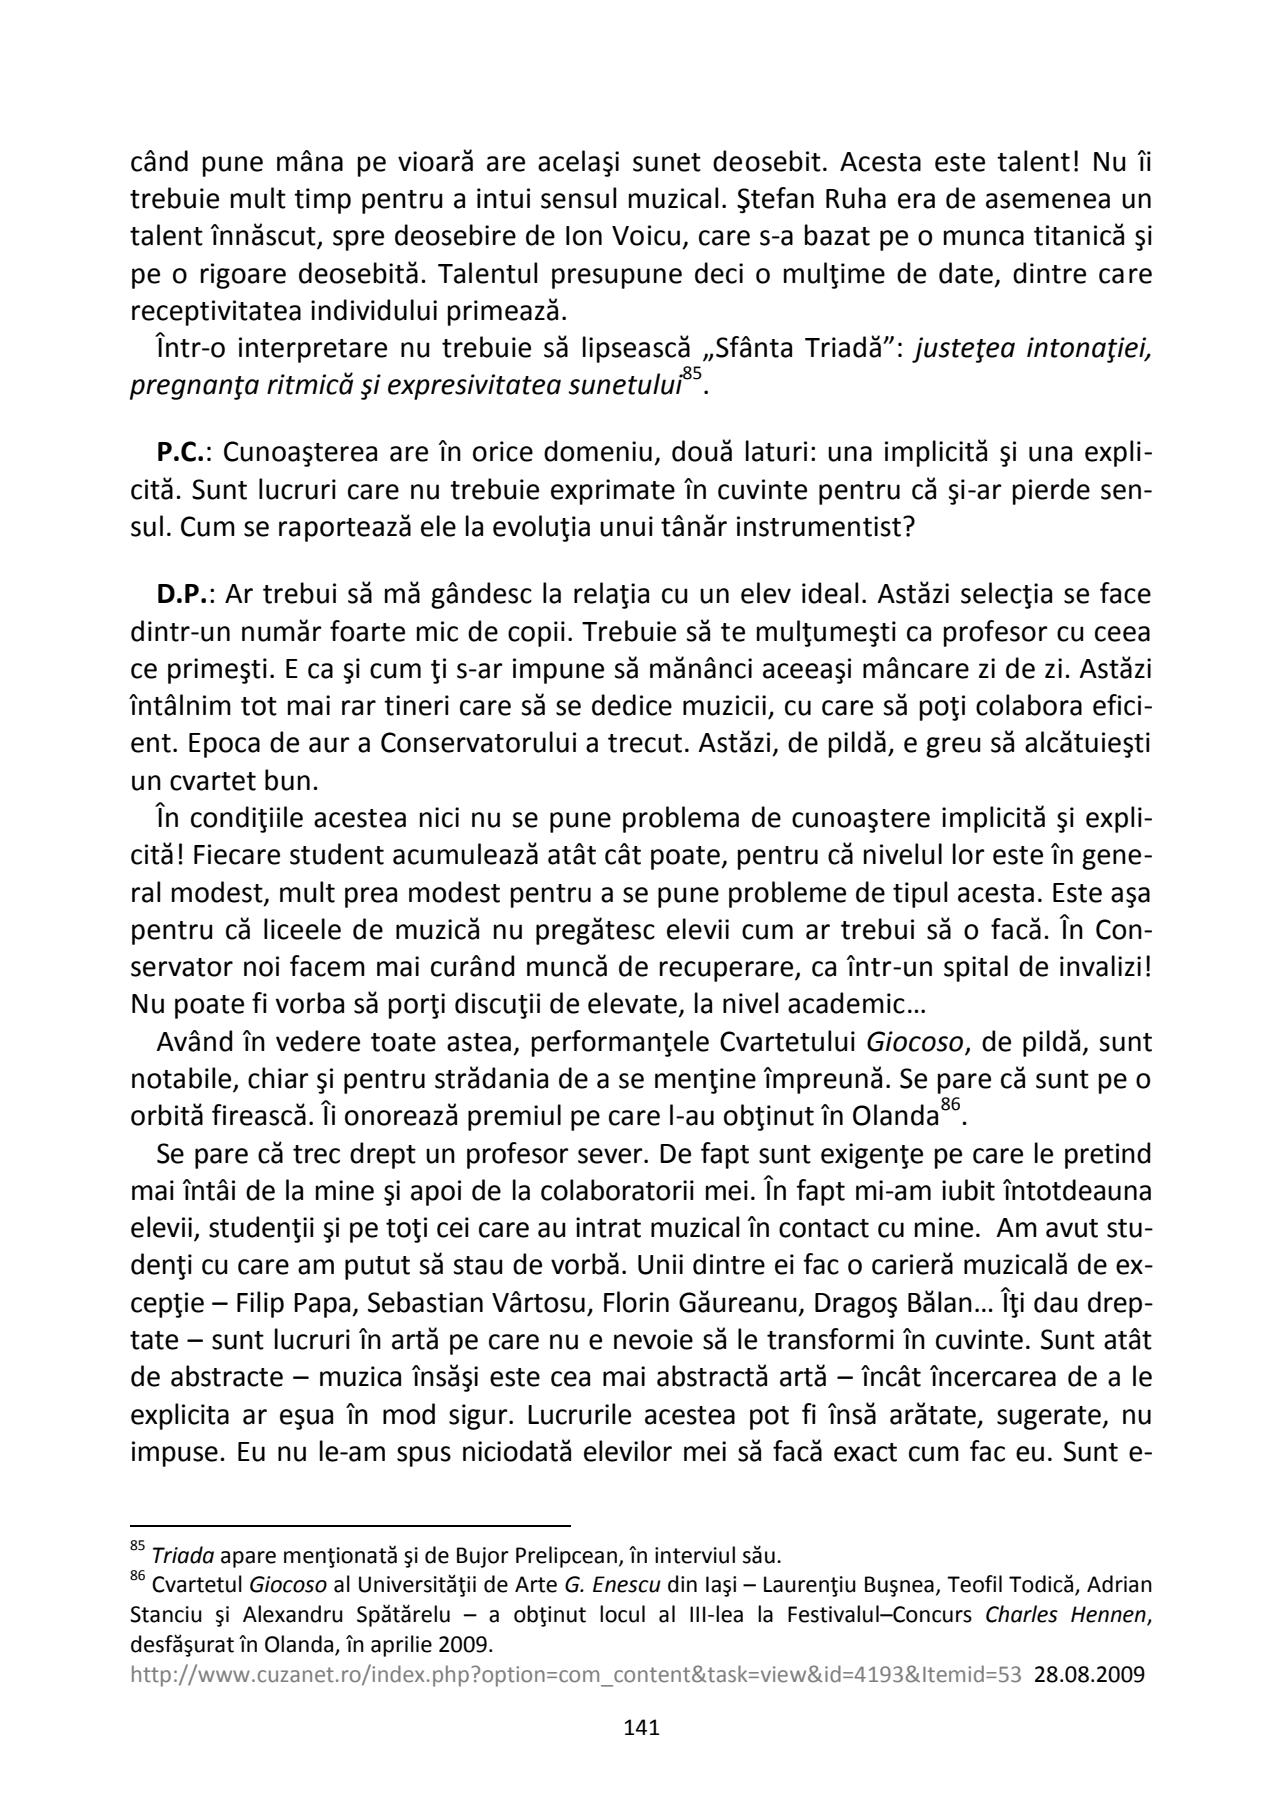 când pune mâna pe vioară are acelaşi sunet deosebit. Acesta este talent! Nu îi
trebuie mult timp pentru a intui sensul muzical. Ştefan Ruha era de asemenea un
talent înnăscut, spre deosebire de Ion Voicu, care s-a bazat pe o munca titanică şi
pe o rigoare deosebită. Talentul presupune deci o mulţime de date, dintre care
receptivitatea individului primează.
Într-o interpretare nu trebuie să lipsească „Sfânta Triadă”: justeţea intonaţiei,
pregnanţa ritmică şi expresivitatea sunetului85.
P.C.: Cunoaşterea are în orice domeniu, două laturi: una implicită şi una expli-
cită. Sunt lucruri care nu trebuie exprimate în cuvinte pentru că şi-ar pierde sen-
sul. Cum se raportează ele la evoluţia unui tânăr instrumentist?
D.P.: Ar trebui să mă gândesc la relaţia cu un elev ideal. Astăzi selecţia se face
dintr-un număr foarte mic de copii. Trebuie să te mulţumeşti ca profesor cu ceea
ce primeşti. E ca şi cum ţi s-ar impune să mănânci aceeaşi mâncare zi de zi. Astăzi
întâlnim tot mai rar tineri care să se dedice muzicii, cu care să poţi colabora efici-
ent. Epoca de aur a Conservatorului a trecut. Astăzi, de pildă, e greu să alcătuieşti
un cvartet bun.
În condiţiile acestea nici nu se pune problema de cunoaştere implicită şi expli-
cită! Fiecare student acumulează atât cât poate, pentru că nivelul lor este în gene-
ral modest, mult prea modest pentru a se pune probleme de tipul acesta. Este aşa
pentru că liceele de muzică nu pregătesc elevii cum ar trebui să o facă. În Con-
servator noi facem mai curând muncă de recuperare, ca într-un spital de invalizi!
Nu poate fi vorba să porţi discuţii de elevate, la nivel academic…
Având în vedere toate astea, performanţele Cvartetului Giocoso, de pildă, sunt
notabile, chiar şi pentru strădania de a se menţine împreună. Se pare că sunt pe o
orbită firească. Îi onorează premiul pe care l-au obţinut în Olanda86.
Se pare că trec drept un profesor sever. De fapt sunt exigenţe pe care le pretind
mai întâi de la mine şi apoi de la colaboratorii mei. În fapt mi-am iubit întotdeauna
elevii, studenţii şi pe toţi cei care au intrat muzical în contact cu mine. Am avut stu-
denţi cu care am putut să stau de vorbă. Unii dintre ei fac o carieră muzicală de ex-
cepţie – Filip Papa, Sebastian Vârtosu, Florin Găureanu, Dragoş Bălan… Îţi dau drep-
tate – sunt lucruri în artă pe care nu e nevoie să le transformi în cuvinte. Sunt atât
de abstracte – muzica însăşi este cea mai abstractă artă – încât încercarea de a le
explicita ar eşua în mod sigur. Lucrurile acestea pot fi însă arătate, sugerate, nu
impuse. Eu nu le-am spus niciodată elevilor mei să facă exact cum fac eu. Sunt e-
85 Triada apare menţionată şi de Bujor Prelipcean, în interviul său.
86 Cvartetul Giocoso al Universităţii de Arte G. Enescu din Iaşi – Laurenţiu Buşnea, Teofil Todică, Adrian
Stanciu şi Alexandru Spătărelu – a obţinut locul al III-lea la Festivalul–Concurs Charles Hennen,
desfăşurat în Olanda, în aprilie 2009.
http://www.cuzanet.ro/index.php?option=com_content&task=view&id=4193&Itemid=53 28.08.2009
141